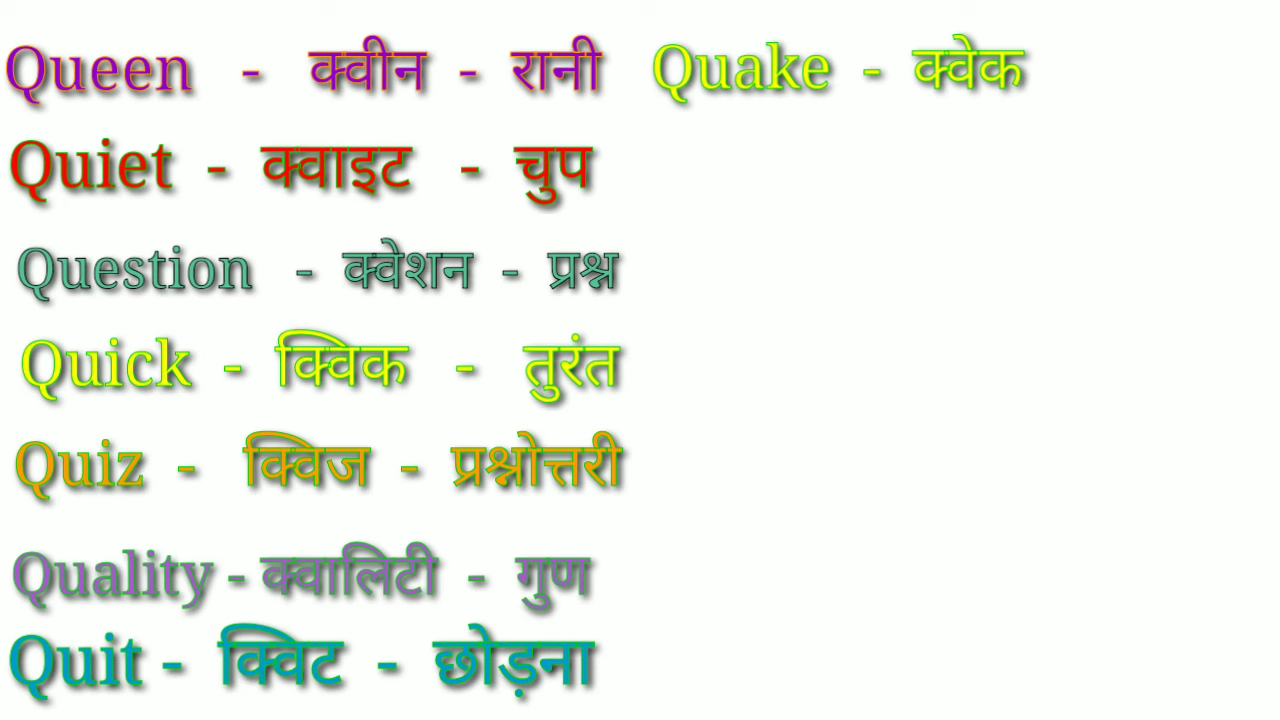 Queen - क्वीन - रानी
Quiet - क्वाइट - चुप
Question - क्वेशन - प्रश्न
Quick - क्विक - तुरंत
Quiz - क्विज - प्रश्नोत्तरी
Quality - क्वालिटी - गुण
Quit - क्विट - छोड़ना
Quake - क्वेक